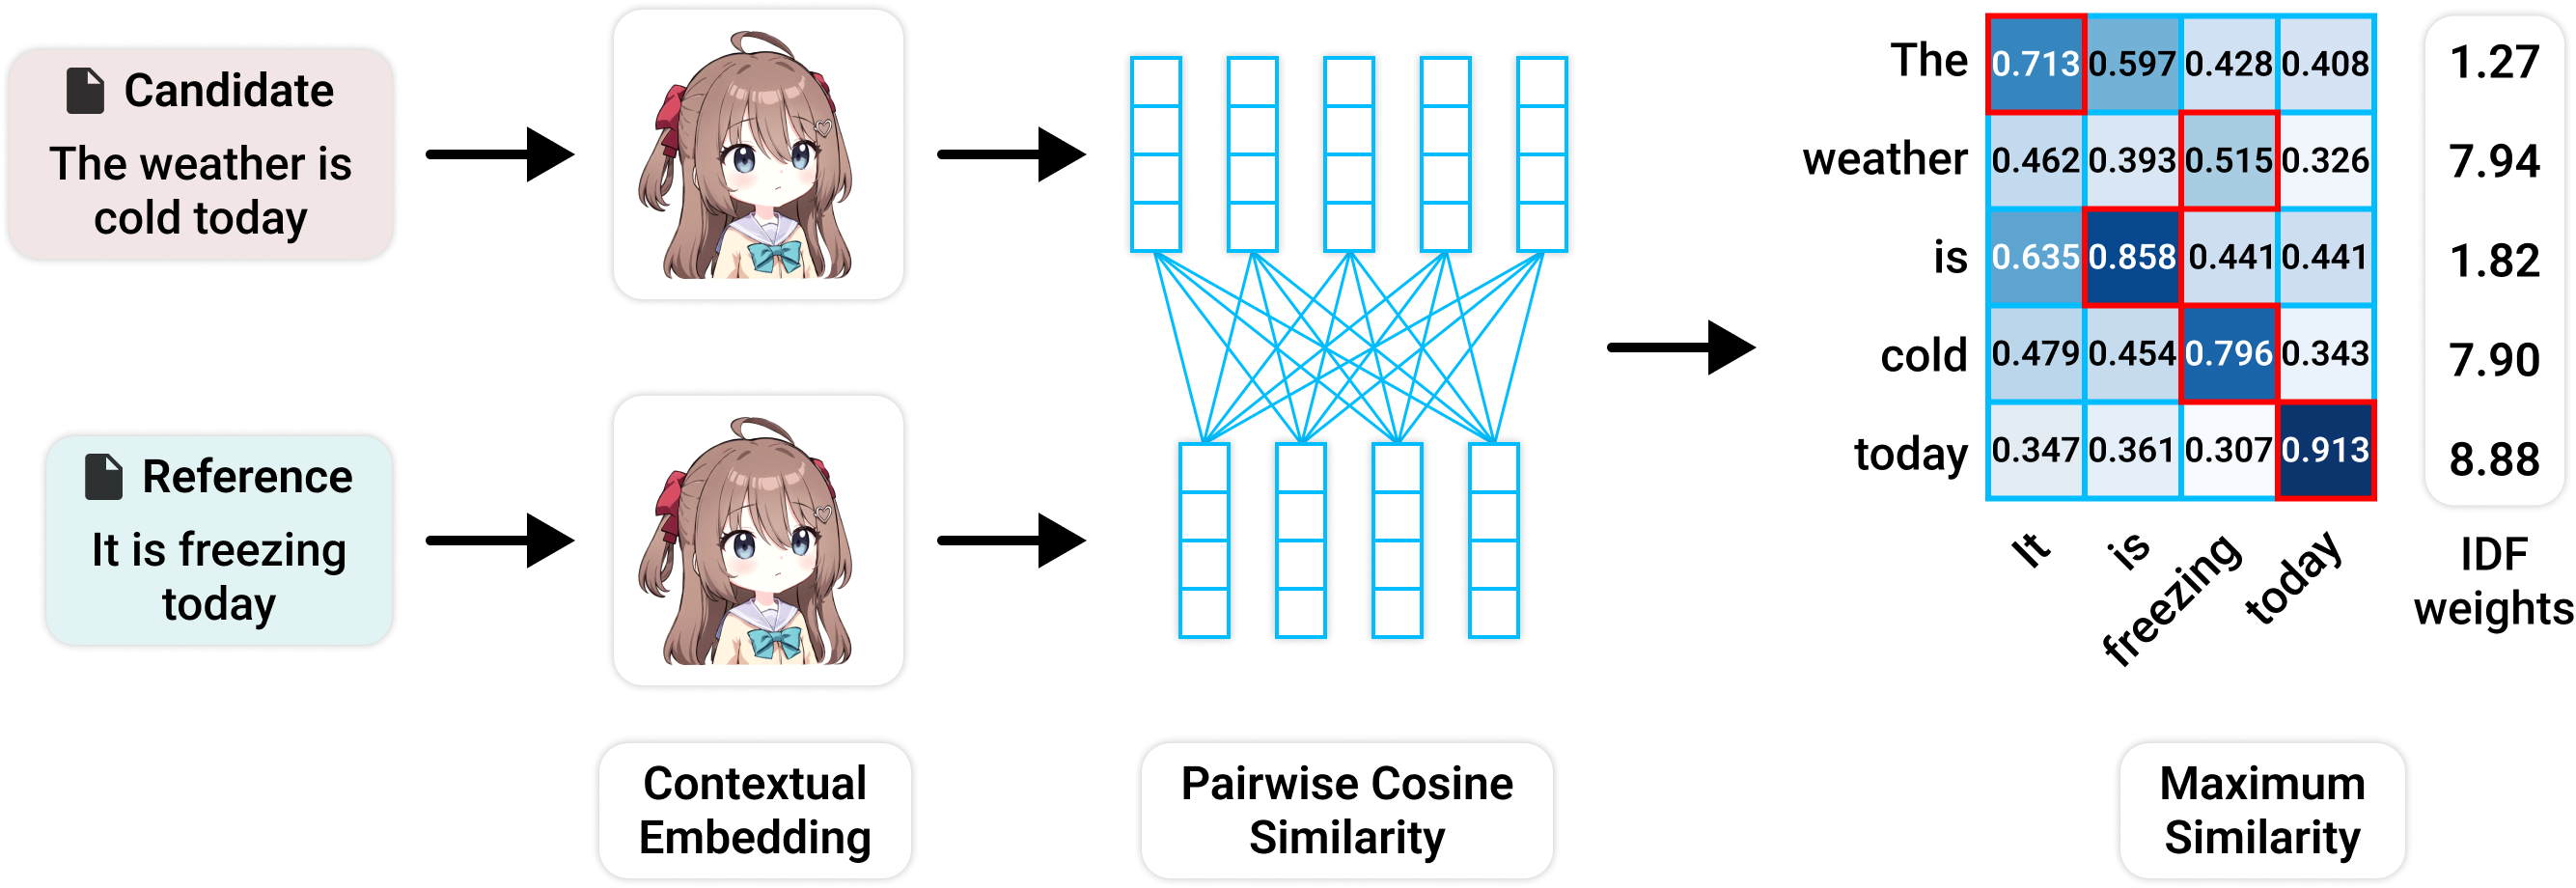 Candidate
The weather is
cold today
Reference
It is freezing
today
Contextual
Embedding
Pairwise Cosine
Similarity
The 0.713 0.597 0.428 0.408 1.27
weather 0.462 0.393 0.515 0.326 7.94
is 0.635 0.858 0.441 0.441 1.82
cold 0.479 0.454 0.796 0.343 7.90
today 0.347 0.361 0.307 0.913 8.88
It is freezing today
IDF
weights
Maximum
Similarity